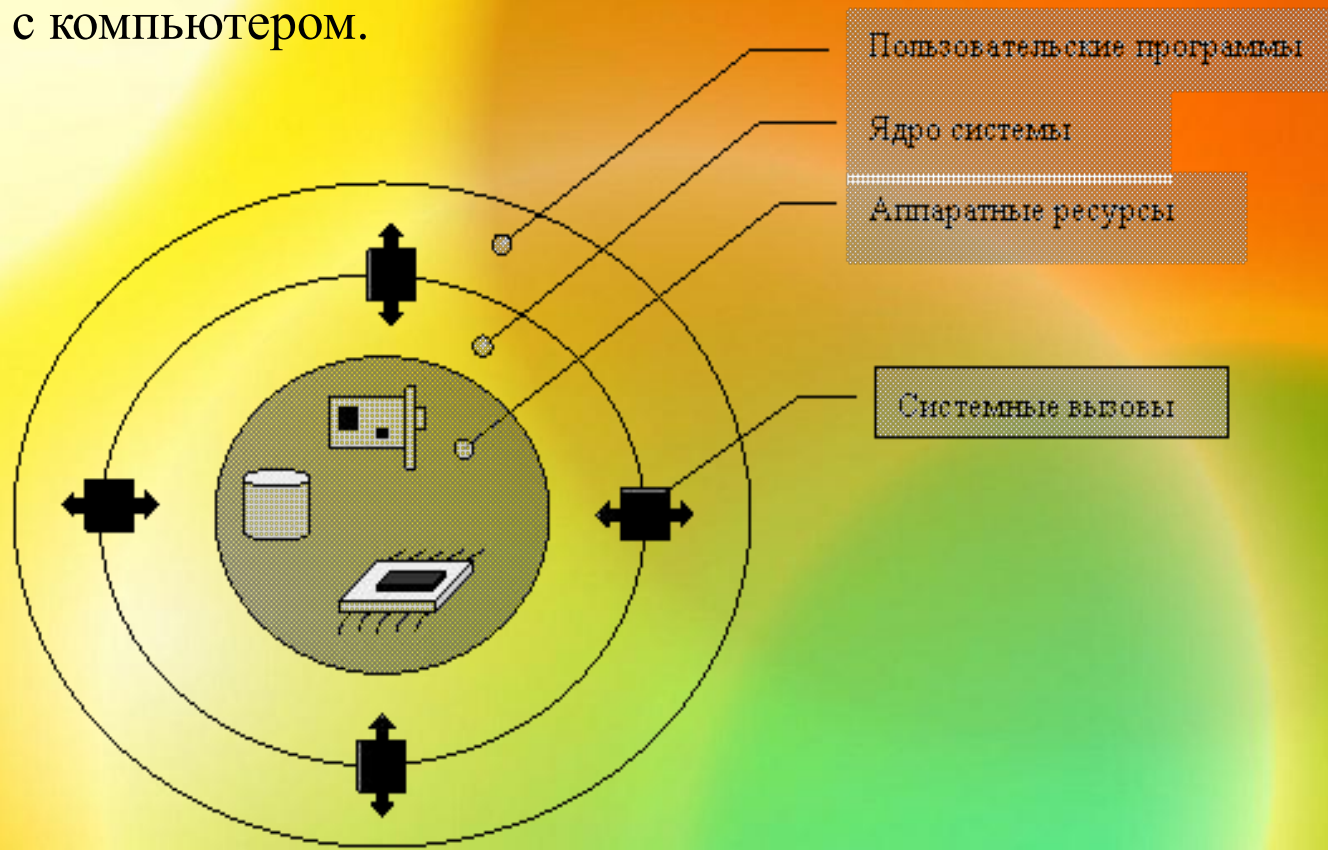 с компьютером.
Пользовательские программы
Ядро системы
Аппаратные ресурсы
Системные вызовы